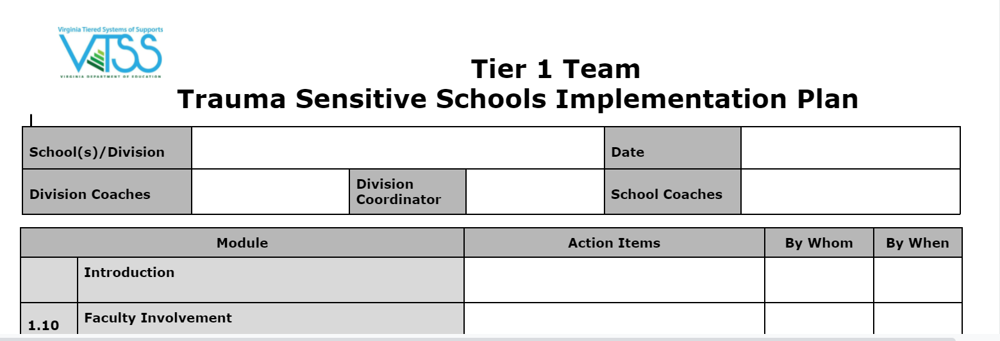 Virginia Tiered Systems of Supports
VTSS
VIRGINIA DEPARTMENT OF EDUCATION
Tier 1 Team
Trauma Sensitive Schools Implementation Plan
School(s)/Division
Date
Division Coaches
Division
Coordinator
School Coaches
Module
Action Items
By Whom
By When
Introduction
1.10
Faculty Involvement